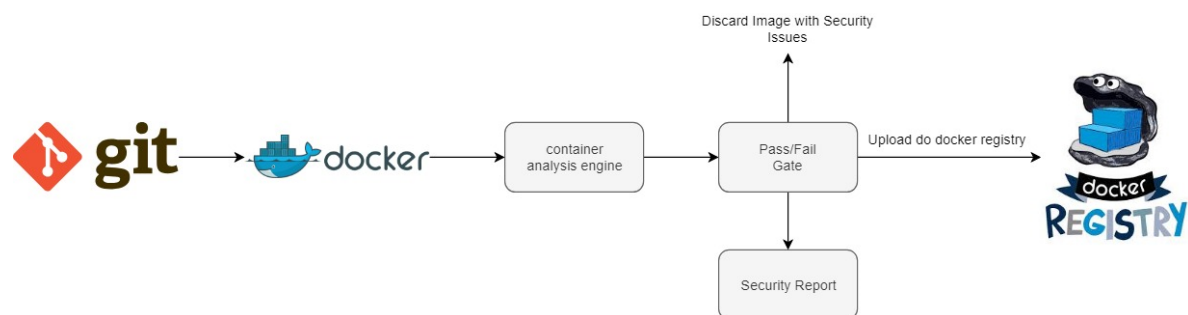 Discard Image with Security
Issues
git
docker
container
analysis engine
Pass/Fail
Gate
Upload do docker registry
docker
REGISTRY
Security Report